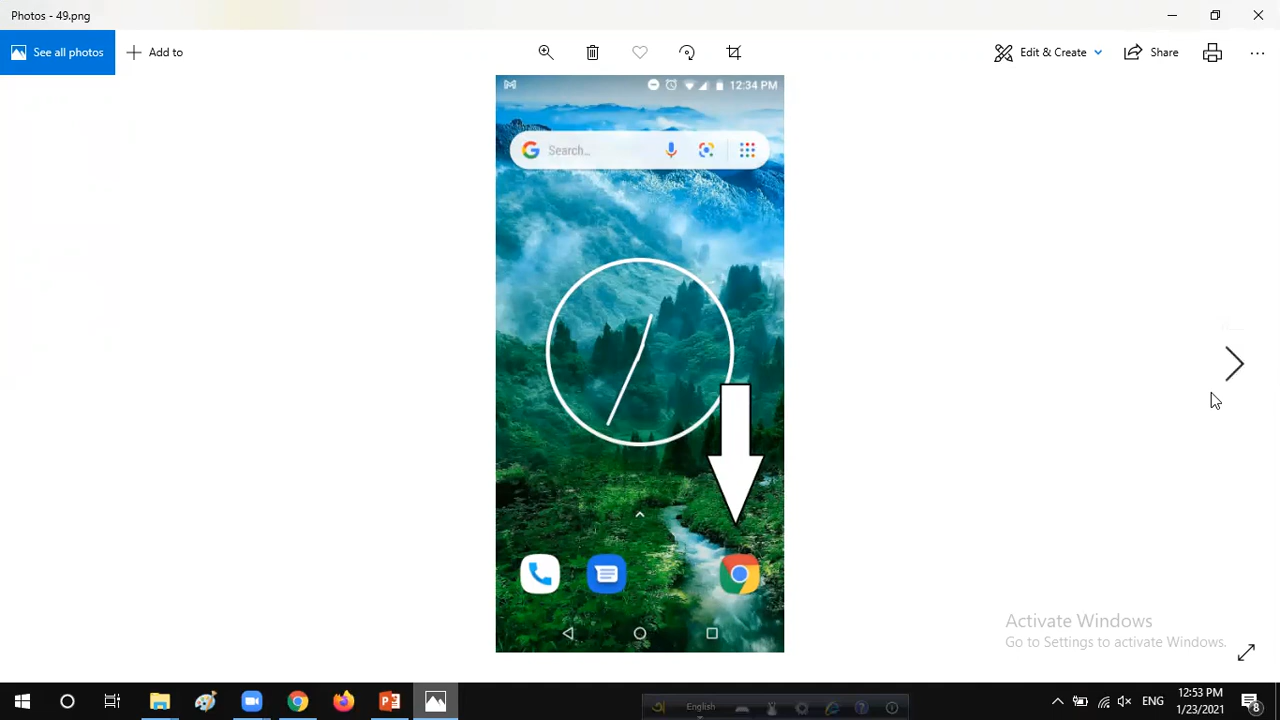 Photos - 49.png
See all photos
Add to
Edit & Create
Share
12:34 PM
Search...
Activate Windows
Go to Settings to activate Windows.
English
ENG
12:53 PM
1/23/2021
8